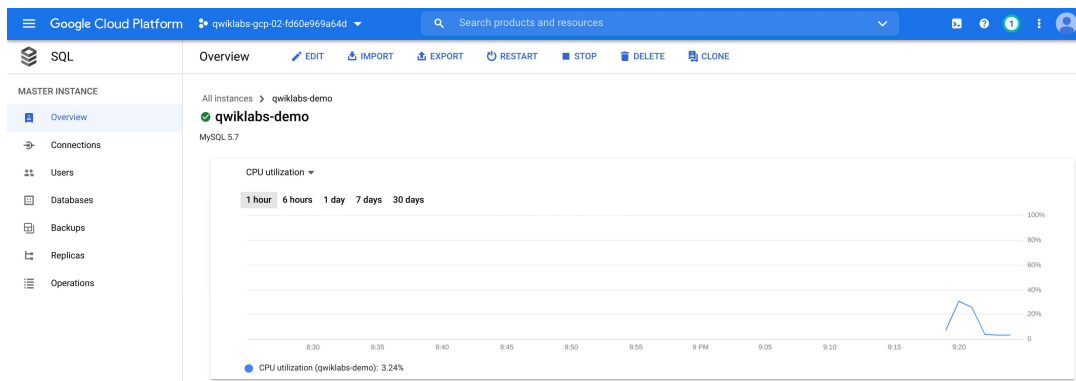 Google Cloud Platform qwiklabs-gcp-02-fd60e969a64d Search products and resources 1
SQL
Overview EDIT IMPORT EXPORT RESTART STOP DELETE CLONE
MASTER INSTANCE
Overview
Connections
Users
Databases
Backups
Replicas
Operations
All instances > qwiklabs-demo
qwiklabs-demo
MySQL 5.7
CPU utilization
1 hour 6 hours 1 day 7 days 30 days
100%
80%
60%
40%
20%
0
8:30 8:35 8:40 8:45 8:50 8:55 9 PM 9:05 9:10 9:15 9:20
CPU utilization (qwiklabs-demo): 3.24%